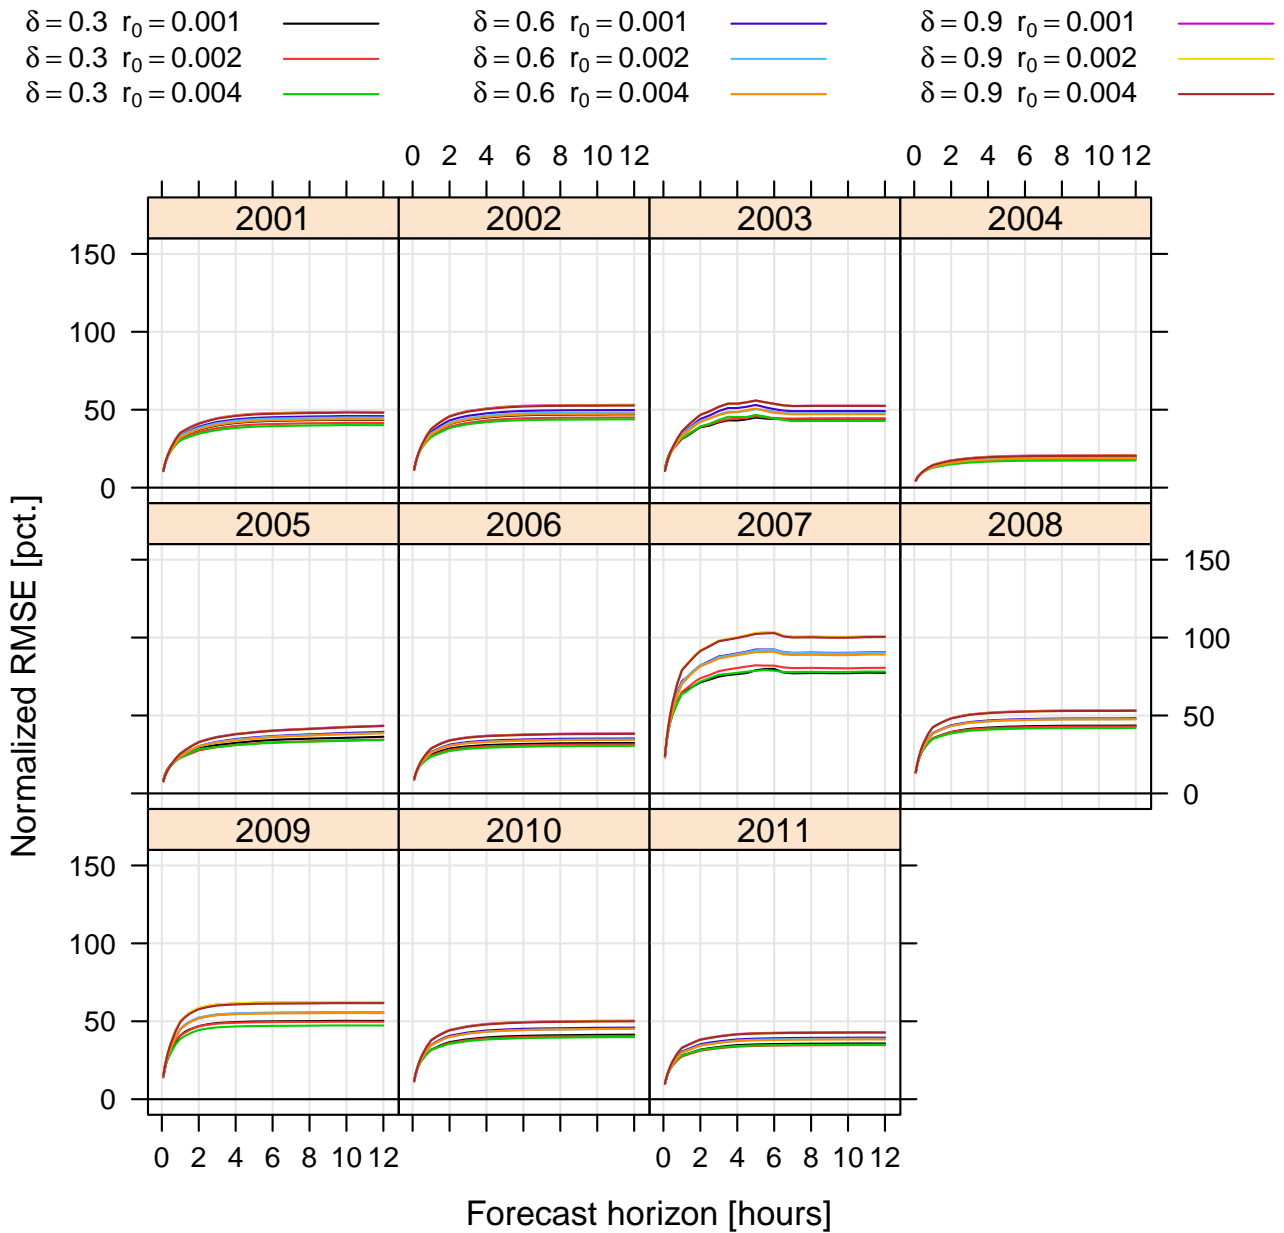 δ = 0.3 r₀ = 0.001 δ = 0.6 r₀ = 0.001 δ = 0.9 r₀ = 0.001
δ = 0.3 r₀ = 0.002 δ = 0.6 r₀ = 0.002 δ = 0.9 r₀ = 0.002
δ = 0.3 r₀ = 0.004 δ = 0.6 r₀ = 0.004 δ = 0.9 r₀ = 0.004
0 2 4 6 8 10 12 0 2 4 6 8 10 12
2001 2002 2003 2004
150
100
50
0
2005 2006 2007 2008
150
100
50
0
2009 2010 2011
150
100
50
0
0 2 4 6 8 10 12 0 2 4 6 8 10 12
Normalized RMSE [pct.]
Forecast horizon [hours]